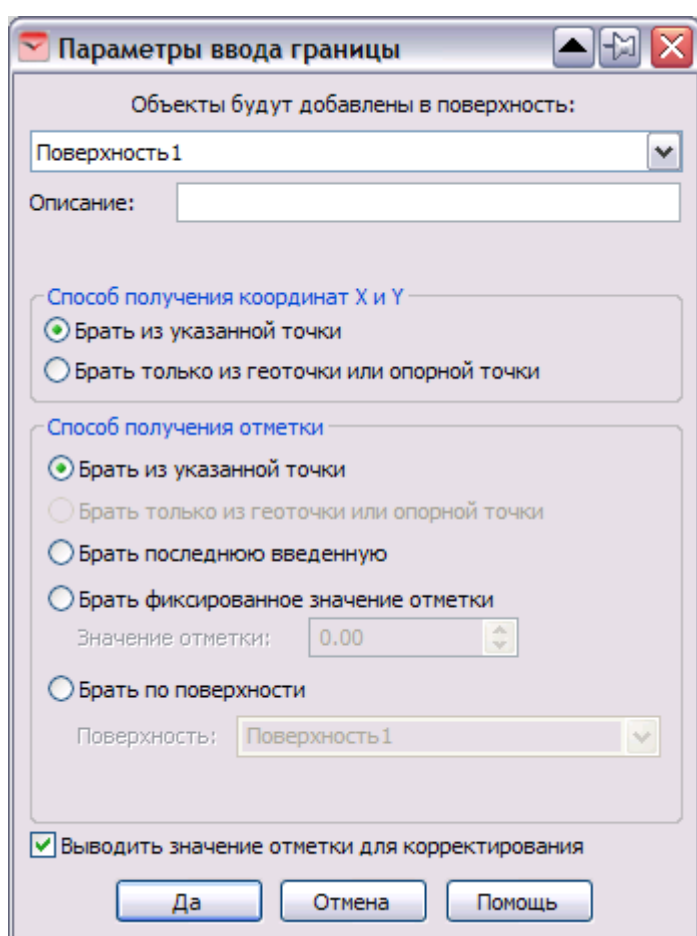 Параметры ввода границы
Объекты будут добавлены в поверхность:
Поверхность1
Описание:
Способ получения координат X и Y
Брать из указанной точки
Брать только из геоточки или опорной точки
Способ получения отметки
Брать из указанной точки
Брать только из геоточки или опорной точки
Брать последнюю введенную
Брать фиксированное значение отметки
Значение отметки: 0.00
Брать по поверхности
Поверхность: Поверхность1
Выводить значение отметки для корректирования
Да Отмена Помощь